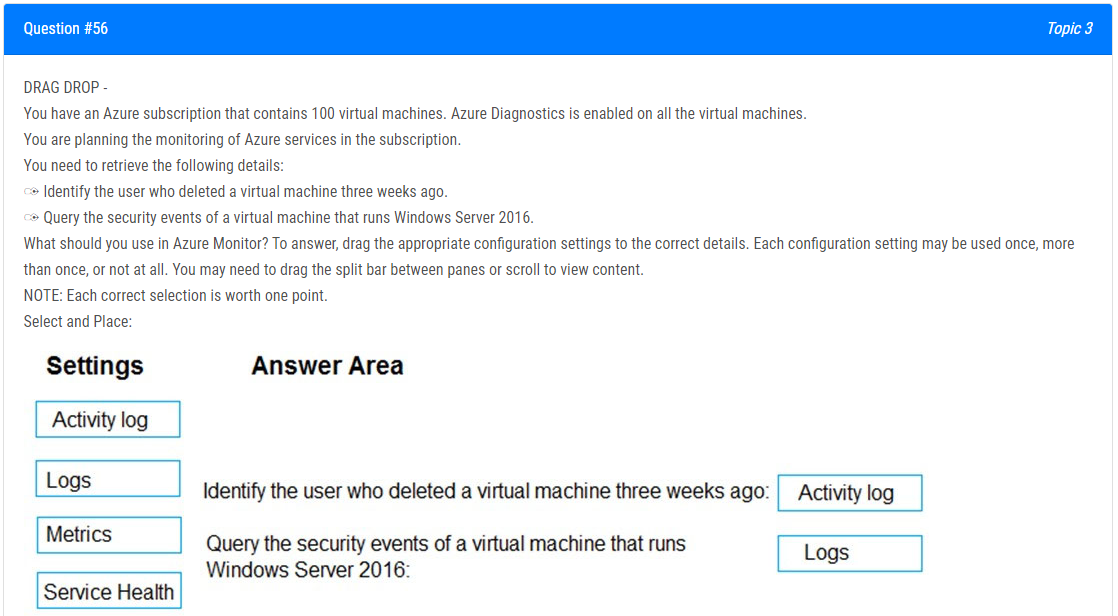 Question #56
Topic 3
DRAG DROP -
You have an Azure subscription that contains 100 virtual machines. Azure Diagnostics is enabled on all the virtual machines.
You are planning the monitoring of Azure services in the subscription.
You need to retrieve the following details:
Identify the user who deleted a virtual machine three weeks ago.
Query the security events of a virtual machine that runs Windows Server 2016.
What should you use in Azure Monitor? To answer, drag the appropriate configuration settings to the correct details. Each configuration setting may be used once, more
than once, or not at all. You may need to drag the split bar between panes or scroll to view content.
NOTE: Each correct selection is worth one point.
Select and Place:
Settings
Answer Area
Activity log
Logs
Metrics
Service Health
Identify the user who deleted a virtual machine three weeks ago:
Activity log
Query the security events of a virtual machine that runs
Windows Server 2016:
Logs